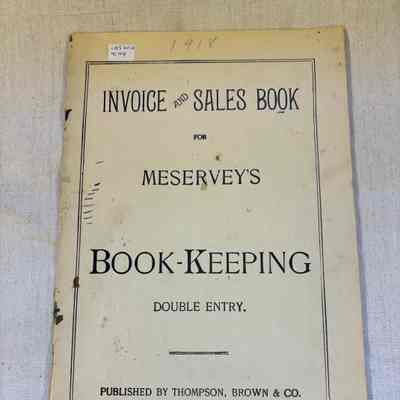 1918
INVOICE AND SALES BOOK
FOR
MESERVEY'S
BOOK-KEEPING
DOUBLE ENTRY.
PUBLISHED BY THOMPSON, BROWN & CO.